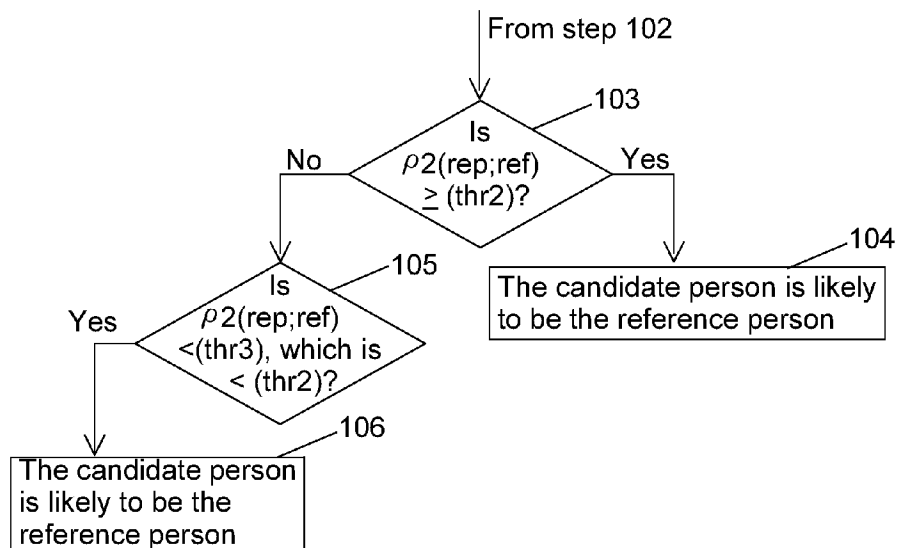 From step 102
103
Is
ρ2(rep;ref)
≥ (thr2)?
No
Yes
104
The candidate person is likely
to be the reference person
105
Is
ρ2(rep;ref)
<(thr3), which is
< (thr2)?
Yes
106
The candidate person
is likely to be the
reference person